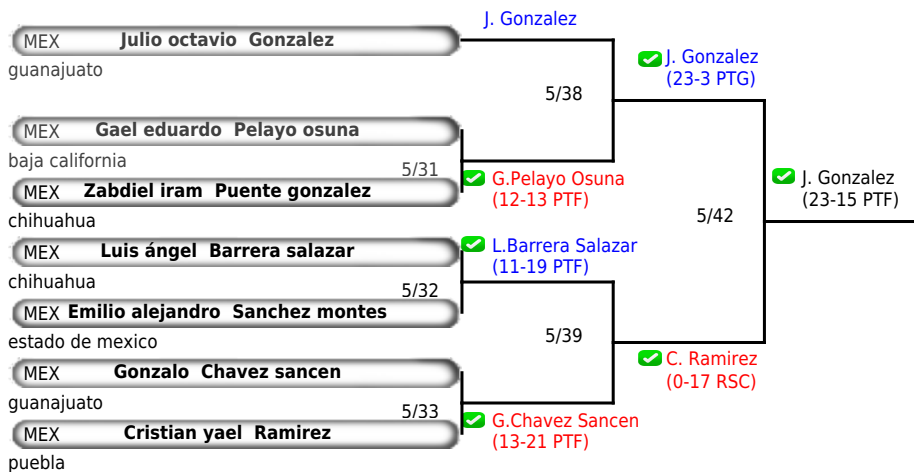 J. Gonzalez
MEX Julio octavio Gonzalez
guanajuato
J. Gonzalez
(23-3 PTG)
5/38
MEX Gael eduardo Pelayo osuna
baja california
5/31
G.Pelayo Osuna
(12-13 PTF)
MEX Zabdiel iram Puente gonzalez
chihuahua
J. Gonzalez
(23-15 PTF)
5/42
MEX Luis ángel Barrera salazar
chihuahua
L.Barrera Salazar
(11-19 PTF)
5/32
MEX Emilio alejandro Sanchez montes
estado de mexico
5/39
MEX Gonzalo Chavez sancen
guanajuato
C. Ramirez
(0-17 RSC)
5/33
G.Chavez Sancen
(13-21 PTF)
MEX Cristian yael Ramirez
puebla